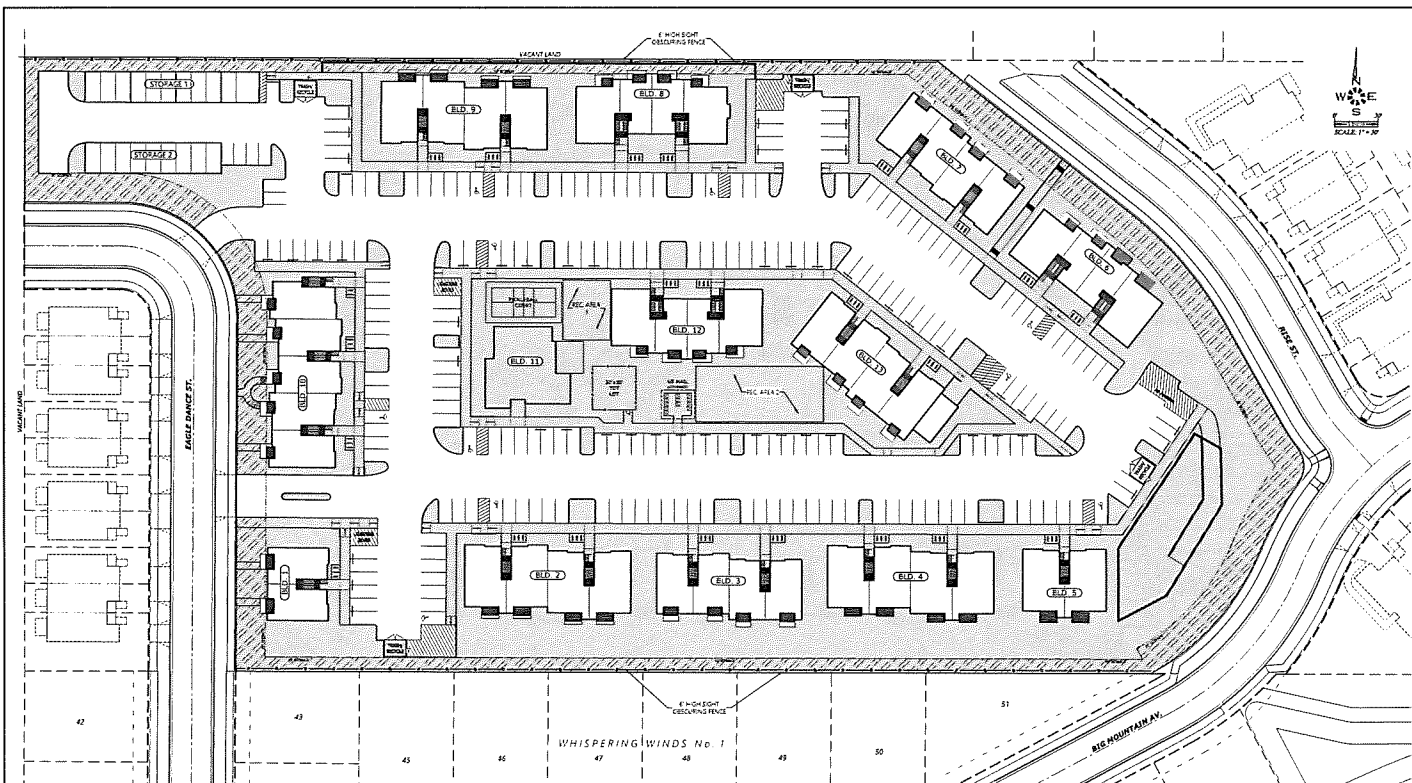 6' HIGH SIGHT
OBSCURING FENCE
VACANT LAND
N
W E
S
0' 30'
SCALE: 1" = 30'
STORAGE 1
TRASH/
RECYCLE
BLD. 9
BLD. 8
TRASH/
RECYCLE
STORAGE 2
BLD. 7
BLD. 6
PICKLEBALL
COURT
REC. AREA
BLD. 12
BLD. 11
BLD. 13
BLD. 10
REC. AREA 2
TOT
LOT
RISE ST.
VACANT LAND
EAGLE DANCE ST.
BLD. 1
BLD. 2
BLD. 3
BLD. 4
BLD. 5
TRASH/
RECYCLE
6' HIGH SIGHT
OBSCURING FENCE
42
43
45
46
47
48
49
50
51
WHISPERING WINDS No. 1
BIG MOUNTAIN AV.